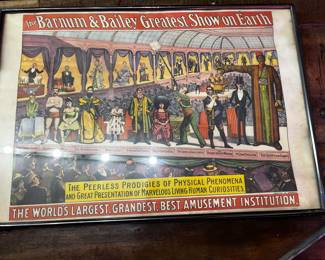 The Barnum & Bailey Greatest Show on Earth
THE PEERLESS PRODIGIES OF PHYSICAL PHENOMENA
AND GREAT PRESENTATION OF MARVELOUS LIVING HUMAN CURIOSITIES
THE WORLDS LARGEST, GRANDEST, BEST AMUSEMENT INSTITUTION.